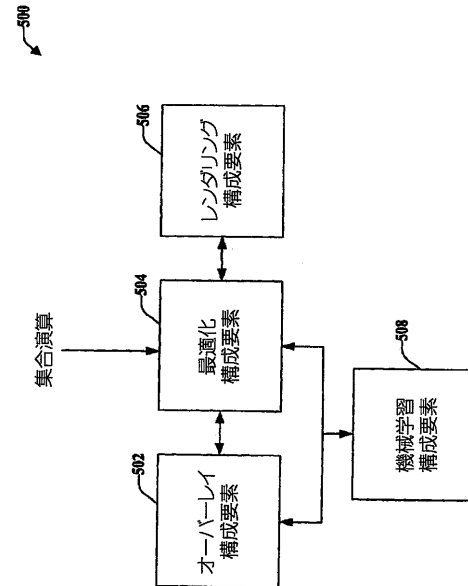 500
集合演算
502
オーバーレイ
構成要素
504
最適化
構成要素
506
レンダリング
構成要素
508
機械学習
構成要素